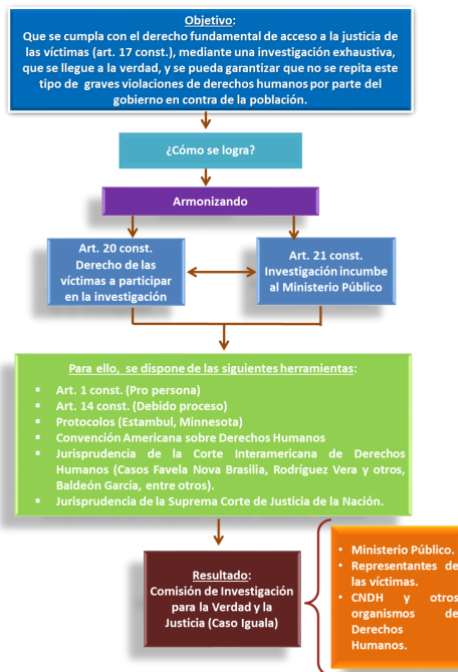 Objetivo:
Que se cumpla con el derecho fundamental de acceso a la justicia de
las víctimas (art. 17 const.), mediante una investigación exhaustiva,
que se llegue a la verdad, y se pueda garantizar que no se repita este
tipo de graves violaciones de derechos humanos por parte del
gobierno en contra de la población.
¿Cómo se logra?
Armonizando
Art. 20 const.
Derecho de las
víctimas a participar
en la investigación
Art. 21 const.
Investigación incumbe
al Ministerio Público
Para ello, se dispone de las siguientes herramientas:
▪ Art. 1 const. (Pro persona)
▪ Art. 14 const. (Debido proceso)
▪ Protocolos (Estambul, Minnesota)
▪ Convención Americana sobre Derechos Humanos
▪ Jurisprudencia de la Corte Interamericana de Derechos
Humanos (Casos Favela Nova Brasilia, Rodríguez Vera y otros,
Baldeón García, entre otros).
▪ Jurisprudencia de la Suprema Corte de Justicia de la Nación.
Resultado:
Comisión de Investigación
para la Verdad y la
Justicia (Caso Iguala)
• Ministerio Público.
• Representantes de
las víctimas.
• CNDH y otros
organismos de
Derechos
Humanos.